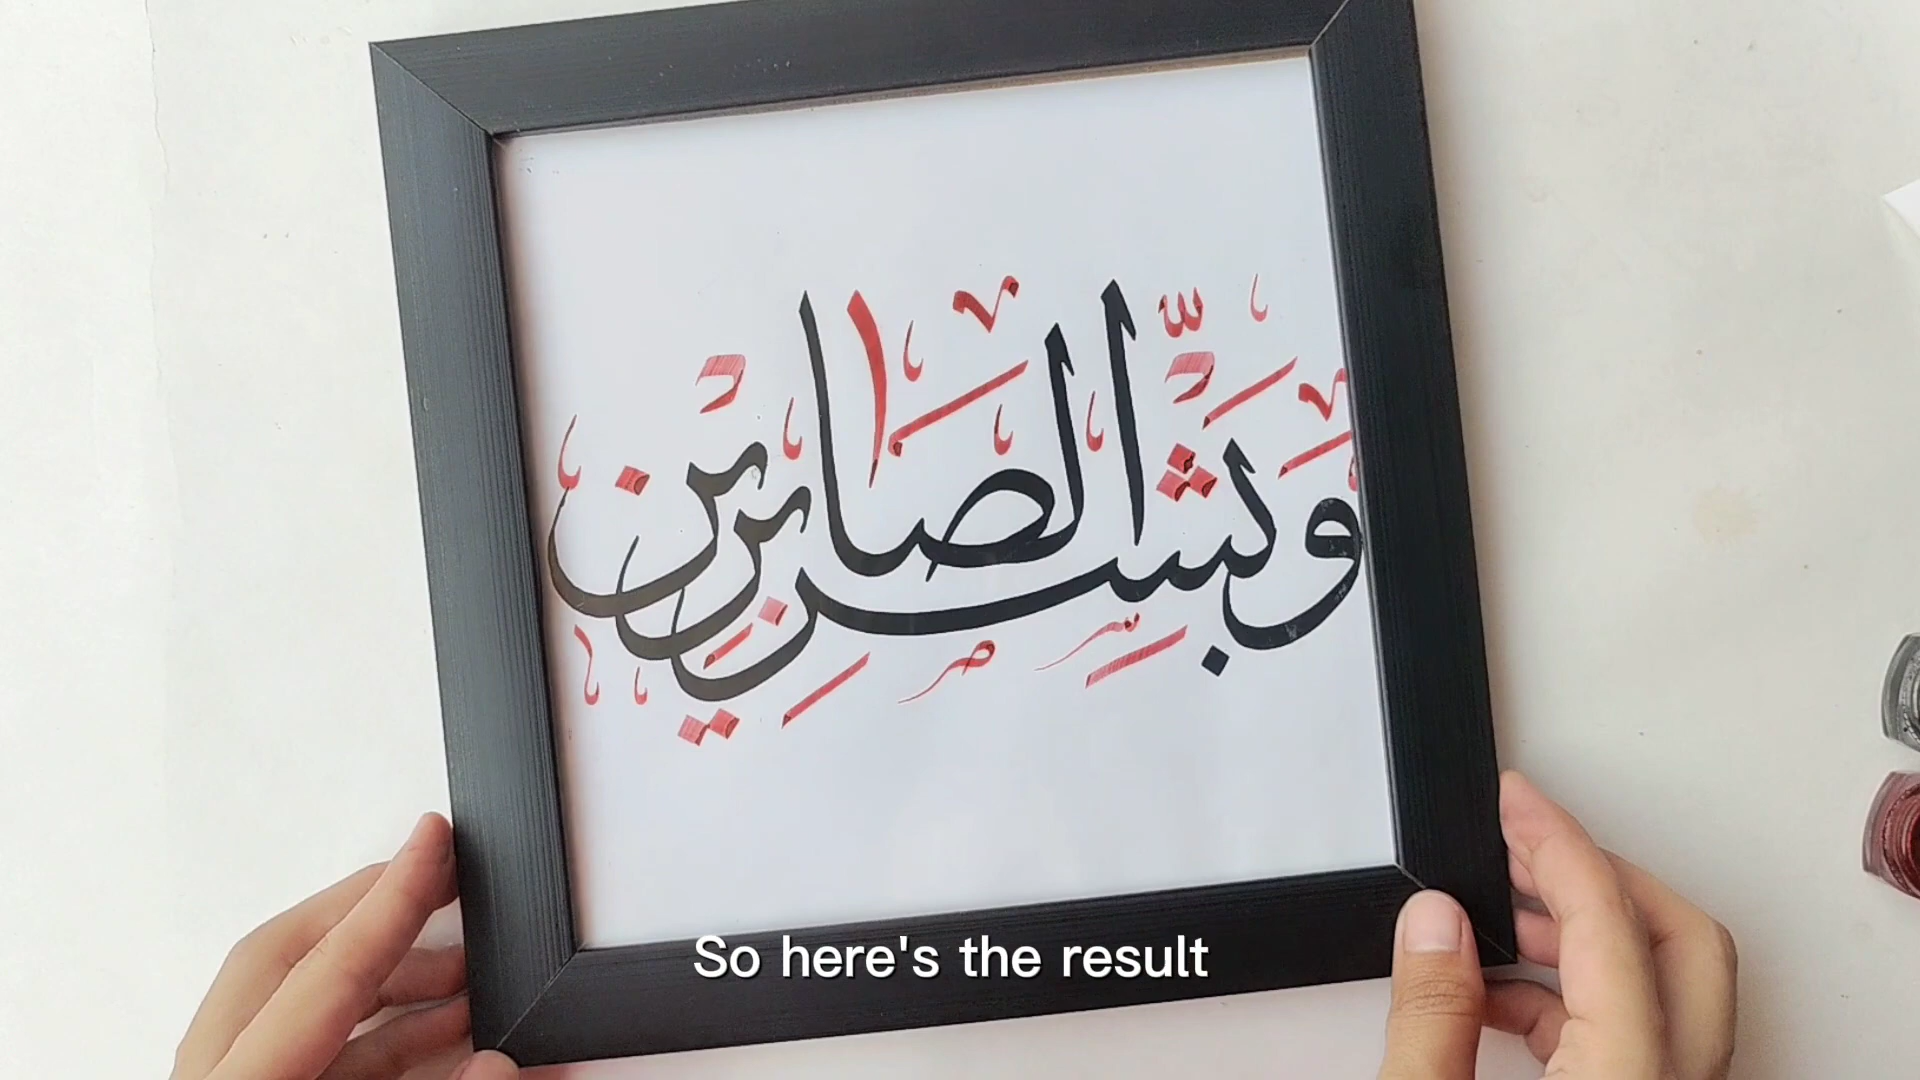 وَبَشِّرِ الصَّابِرِينَ
So here's the result